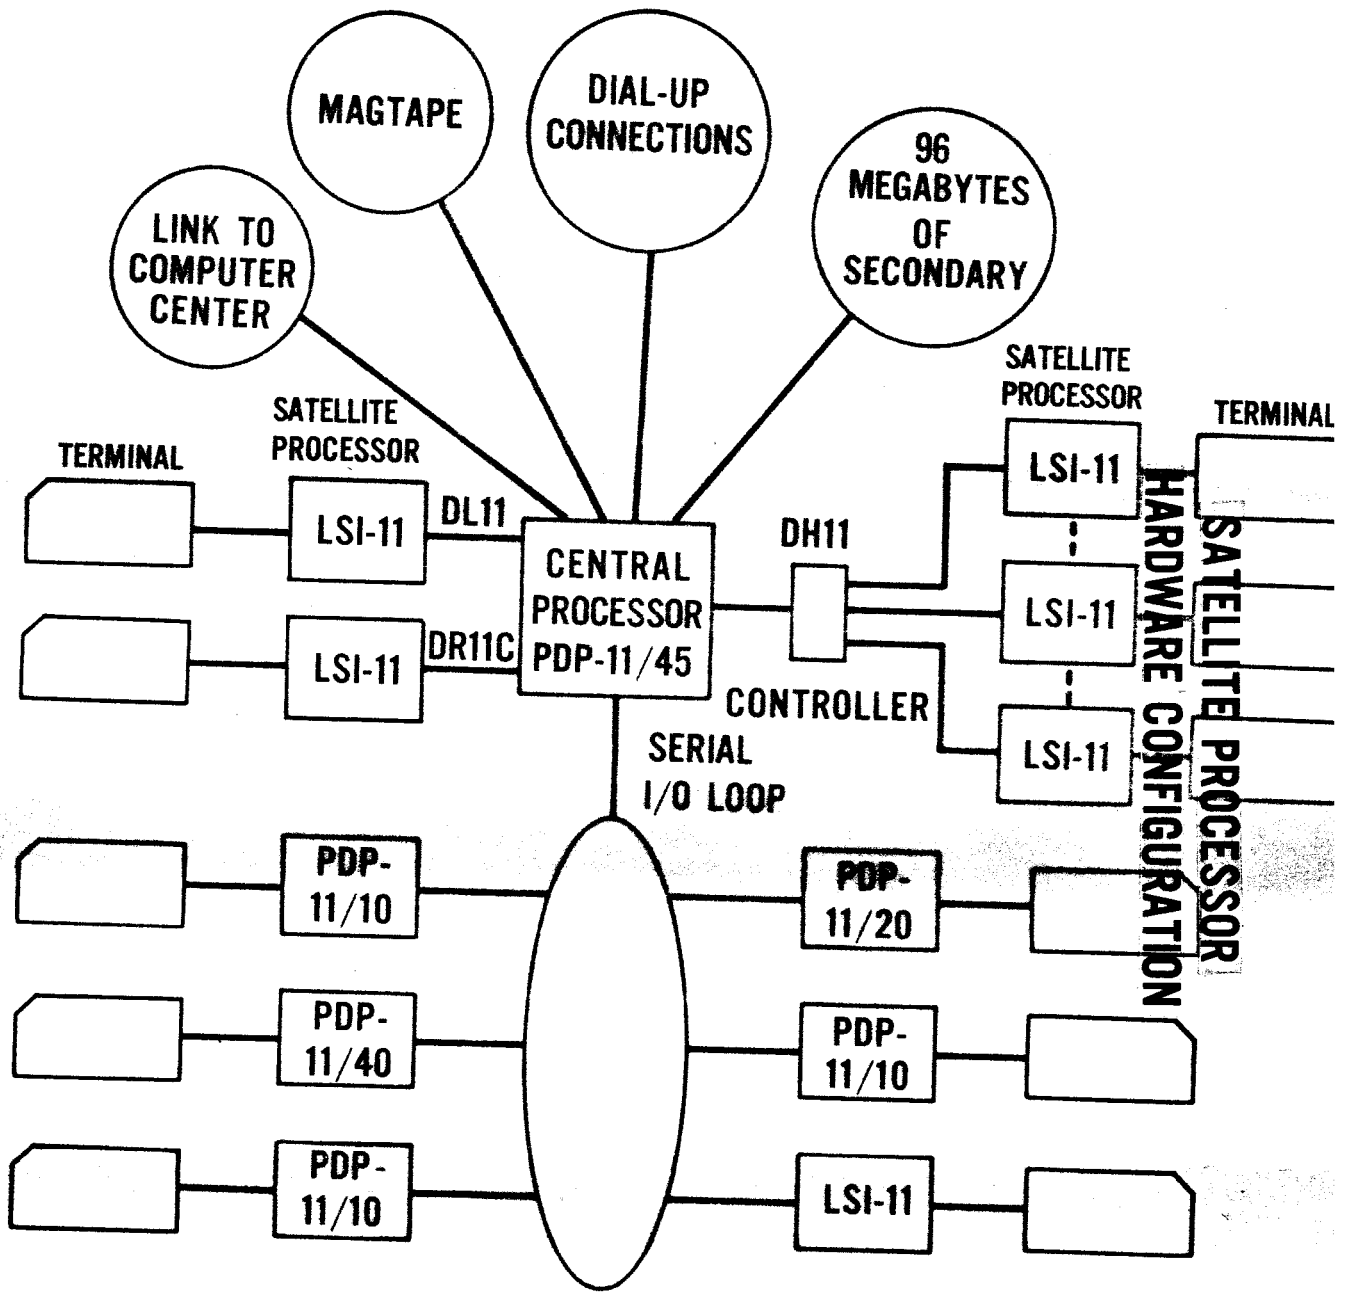 MAGTAPE
DIAL-UP
CONNECTIONS
96
MEGABYTES
OF
SECONDARY
LINK TO
COMPUTER
CENTER
SATELLITE
PROCESSOR
TERMINAL
SATELLITE
PROCESSOR
TERMINAL
LSI-11
DL11
CENTRAL
PROCESSOR
PDP-11/45
DH11
LSI-11
LSI-11
DR11C
LSI-11
CONTROLLER
LSI-11
SERIAL
I/O LOOP
PDP-
11/10
PDP-
11/20
PDP-
11/40
PDP-
11/10
PDP-
11/10
LSI-11
SATELLITE PROCESSOR
HARDWARE CONFIGURATION